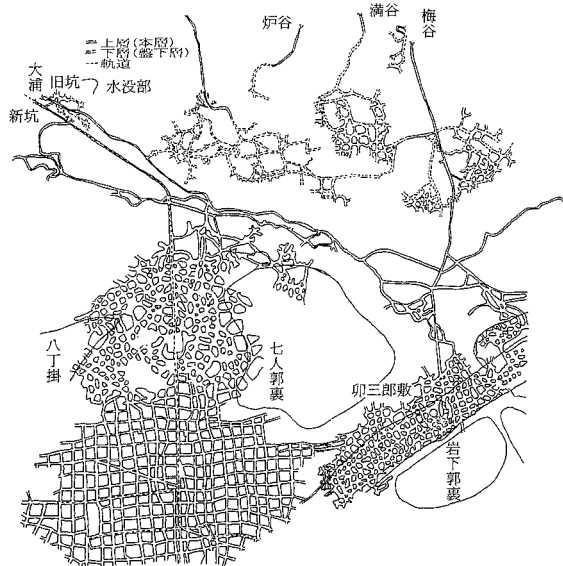 炉谷
満谷
梅谷
上層(本層)
下層(盤下層)
軌道
大浦
旧坑
水没部
新坑
八丁掛
七人郭裏
卯三郎敷
岩下郭裏